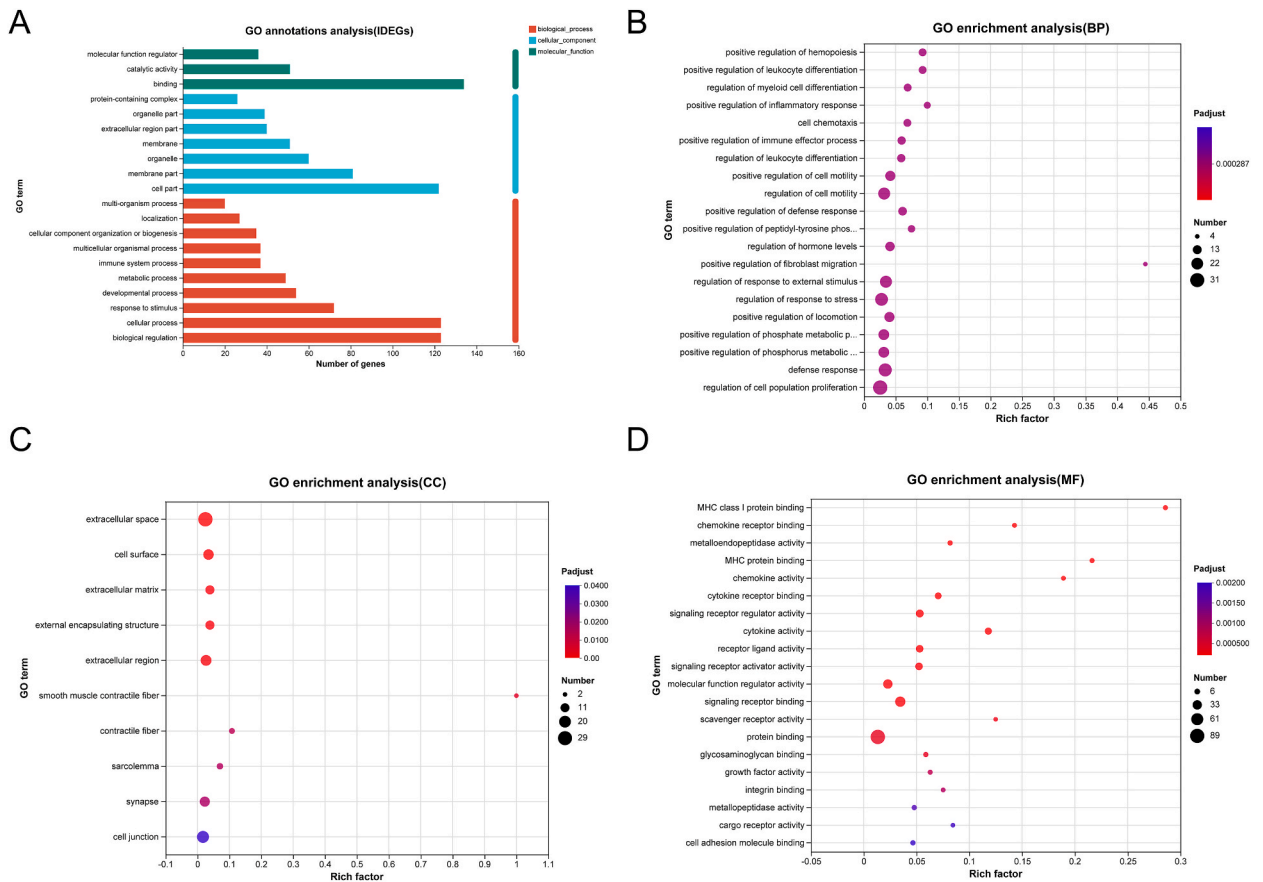 A
GO annotations analysis(IDEGs)
biological_process
cellular_component
molecular_function
GO term
molecular function regulator
catalytic activity
binding
protein-containing complex
organelle part
extracellular region part
membrane
organelle
membrane part
cell part
multi-organism process
localization
cellular component organization or biogenesis
multicellular organismal process
immune system process
metabolic process
developmental process
response to stimulus
cellular process
biological regulation
0 20 40 60 80 100 120 140 160
Number of genes
B
GO enrichment analysis(BP)
GO term
positive regulation of hemopoiesis
positive regulation of leukocyte differentiation
regulation of myeloid cell differentiation
positive regulation of inflammatory response
cell chemotaxis
positive regulation of immune effector process
regulation of leukocyte differentiation
positive regulation of cell motility
regulation of cell motility
positive regulation of defense response
positive regulation of peptidyl-tyrosine phos...
regulation of hormone levels
positive regulation of fibroblast migration
regulation of response to external stimulus
regulation of response to stress
positive regulation of locomotion
positive regulation of phosphate metabolic p...
positive regulation of phosphorus metabolic ...
defense response
regulation of cell population proliferation
0 0.05 0.1 0.15 0.2 0.25 0.3 0.35 0.4 0.45 0.5
Rich factor
Padjust
0.000287
Number
4
13
22
31
C
GO enrichment analysis(CC)
GO term
extracellular space
cell surface
extracellular matrix
external encapsulating structure
extracellular region
smooth muscle contractile fiber
contractile fiber
sarcolemma
synapse
cell junction
-0.1 0 0.1 0.2 0.3 0.4 0.5 0.6 0.7 0.8 0.9 1 1.1
Rich factor
Padjust
0.0400
0.0300
0.0200
0.0100
0.00
Number
2
11
20
29
D
GO enrichment analysis(MF)
GO term
MHC class I protein binding
chemokine receptor binding
metalloendopeptidase activity
MHC protein binding
chemokine activity
cytokine receptor binding
signaling receptor regulator activity
cytokine activity
receptor ligand activity
signaling receptor activator activity
molecular function regulator activity
signaling receptor binding
scavenger receptor activity
protein binding
glycosaminoglycan binding
growth factor activity
integrin binding
metallopeptidase activity
cargo receptor activity
cell adhesion molecule binding
-0.05 0 0.05 0.1 0.15 0.2 0.25 0.3
Rich factor
Padjust
0.00200
0.00150
0.00100
0.000500
Number
6
33
61
89